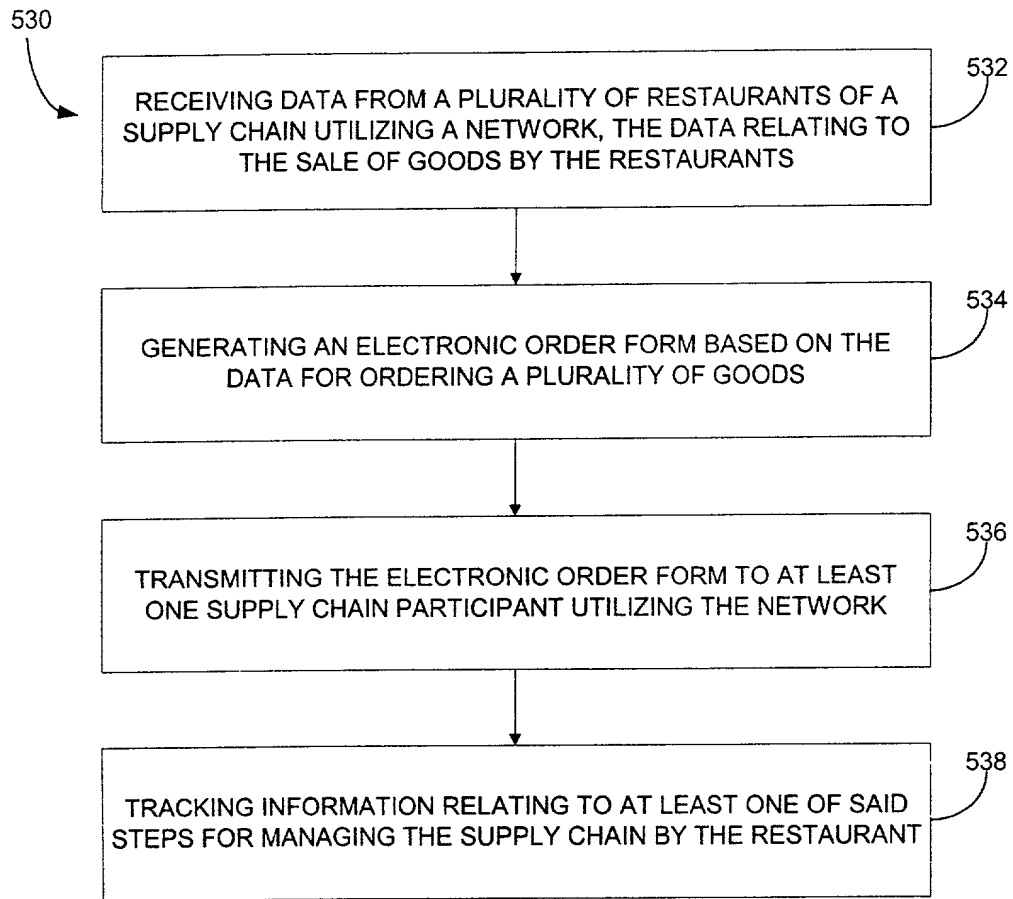 530
532
RECEIVING DATA FROM A PLURALITY OF RESTAURANTS OF A
SUPPLY CHAIN UTILIZING A NETWORK, THE DATA RELATING TO
THE SALE OF GOODS BY THE RESTAURANTS
534
GENERATING AN ELECTRONIC ORDER FORM BASED ON THE
DATA FOR ORDERING A PLURALITY OF GOODS
536
TRANSMITTING THE ELECTRONIC ORDER FORM TO AT LEAST
ONE SUPPLY CHAIN PARTICIPANT UTILIZING THE NETWORK
538
TRACKING INFORMATION RELATING TO AT LEAST ONE OF SAID
STEPS FOR MANAGING THE SUPPLY CHAIN BY THE RESTAURANT